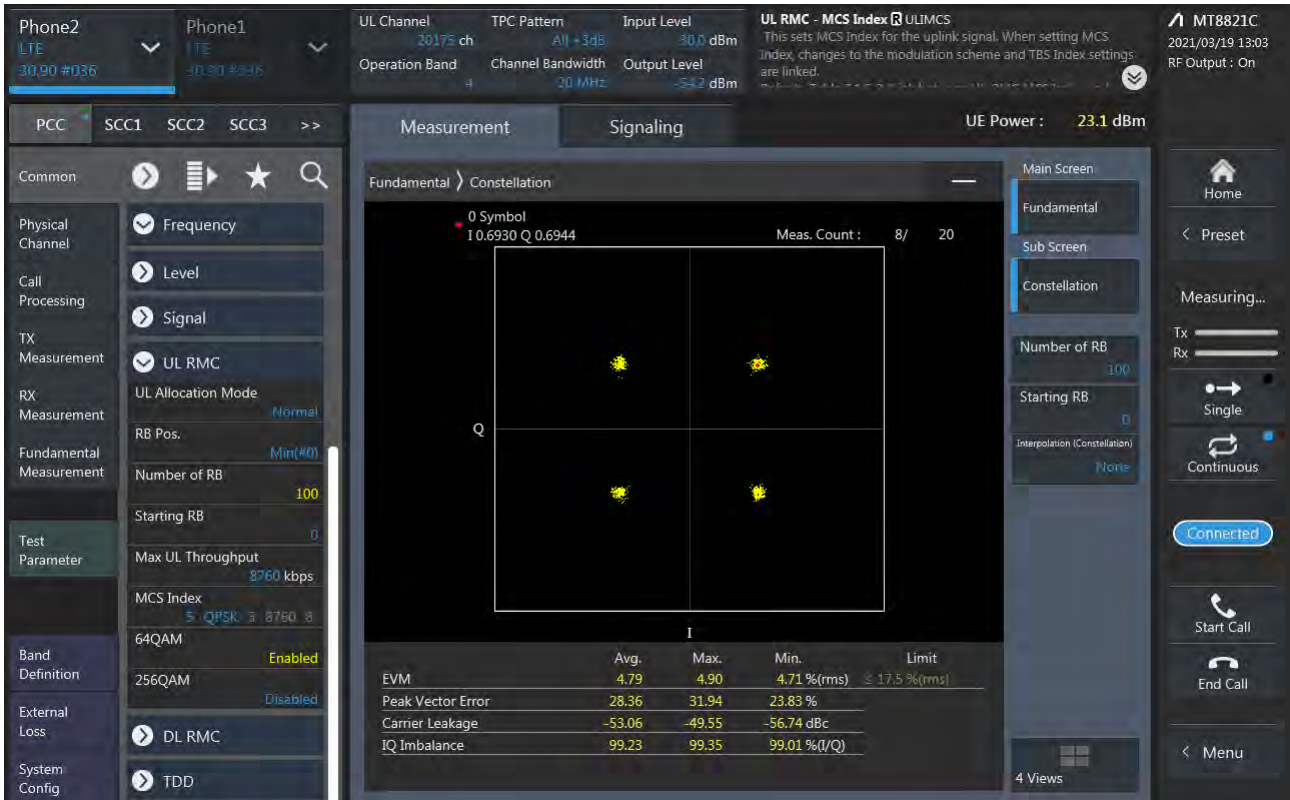 Phone2
LTE
30.90 #036
Phone1
LTE
UL Channel
20175 ch
Operation Band
4
TPC Pattern
All +3dB
Channel Bandwidth
20 MHz
Input Level
30.0 dBm
Output Level
-54.2 dBm
UL RMC - MCS Index R ULIMCS
This sets MCS Index for the uplink signal. When setting MCS
Index, changes to the modulation scheme and TBS Index settings
are linked.
MT8821C
2021/03/19 13:03
RF Output : On
PCC SCC1 SCC2 SCC3 >>
Measurement
Signaling
UE Power : 23.1 dBm
Common
Physical
Channel
Call
Processing
TX
Measurement
RX
Measurement
Fundamental
Measurement
Test
Parameter
Band
Definition
External
Loss
System
Config
Frequency
Level
Signal
UL RMC
UL Allocation Mode
Normal
RB Pos.
Min(#0)
Number of RB
100
Starting RB
0
Max UL Throughput
8760 kbps
MCS Index
5 QPSK 5 8760 8
64QAM
Enabled
256QAM
Disabled
DL RMC
TDD
Fundamental 〉 Constellation
0 Symbol
I 0.6930 Q 0.6944
Meas. Count : 8/ 20
Q
I
Avg. Max. Min. Limit
EVM 4.79 4.90 4.71 %(rms) ≦ 17.5 %(rms)
Peak Vector Error 28.36 31.94 23.83 %
Carrier Leakage -53.06 -49.55 -56.74 dBc
IQ Imbalance 99.23 99.35 99.01 %(I/Q)
Main Screen
Fundamental
Sub Screen
Constellation
Number of RB
100
Starting RB
0
Interpolation (Constellation)
None
4 Views
Home
< Preset
Measuring...
Tx
Rx
Single
Continuous
Connected
Start Call
End Call
< Menu